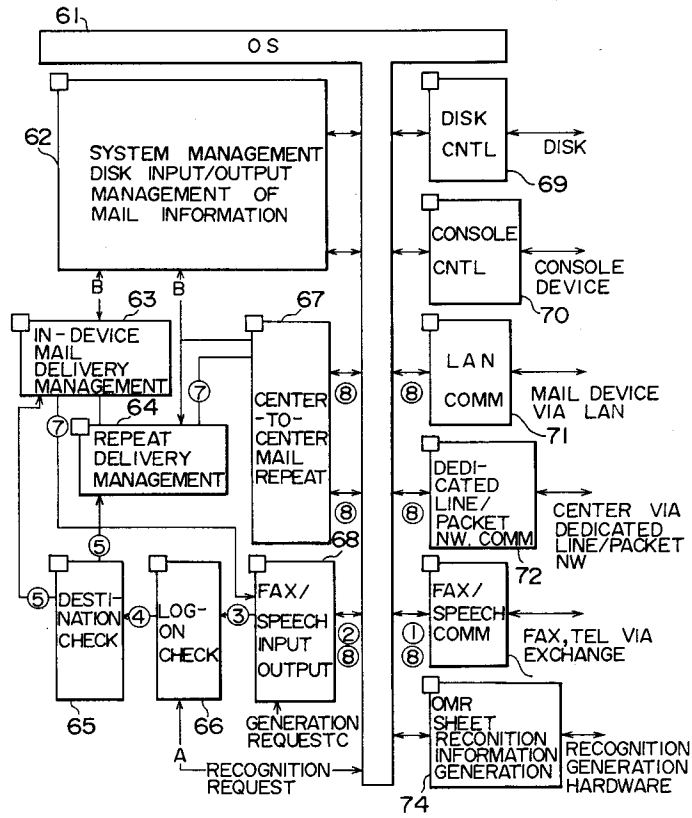 61
OS
62
SYSTEM MANAGEMENT
DISK INPUT/OUTPUT
MANAGEMENT OF
MAIL INFORMATION
DISK
CNTL
DISK
69
CONSOLE
CNTL
CONSOLE
DEVICE
70
B
B
63
IN-DEVICE
MAIL
DELIVERY
MANAGEMENT
67
CENTER
-TO-
CENTER
MAIL
REPEAT
⑧
⑧
LAN
COMM
⑧
MAIL DEVICE
VIA LAN
71
⑦
⑦
64
REPEAT
DELIVERY
MANAGEMENT
DEDI-
CATED
LINE/
PACKET
NW. COMM
⑧
72
CENTER VIA
DEDICATED
LINE/PACKET
NW
⑤
⑤
DESTI-
NATION
CHECK
65
④
LOG-
ON
CHECK
66
③
68
FAX/
SPEECH
INPUT
OUTPUT
②
⑧
①
⑧
FAX/
SPEECH
COMM
FAX, TEL VIA
EXCHANGE
GENERATION
REQUESTC
A
RECOGNITION
REQUEST
OMR
SHEET
RECONITION
INFORMATION
GENERATION
74
RECOGNITION
GENERATION
HARDWARE